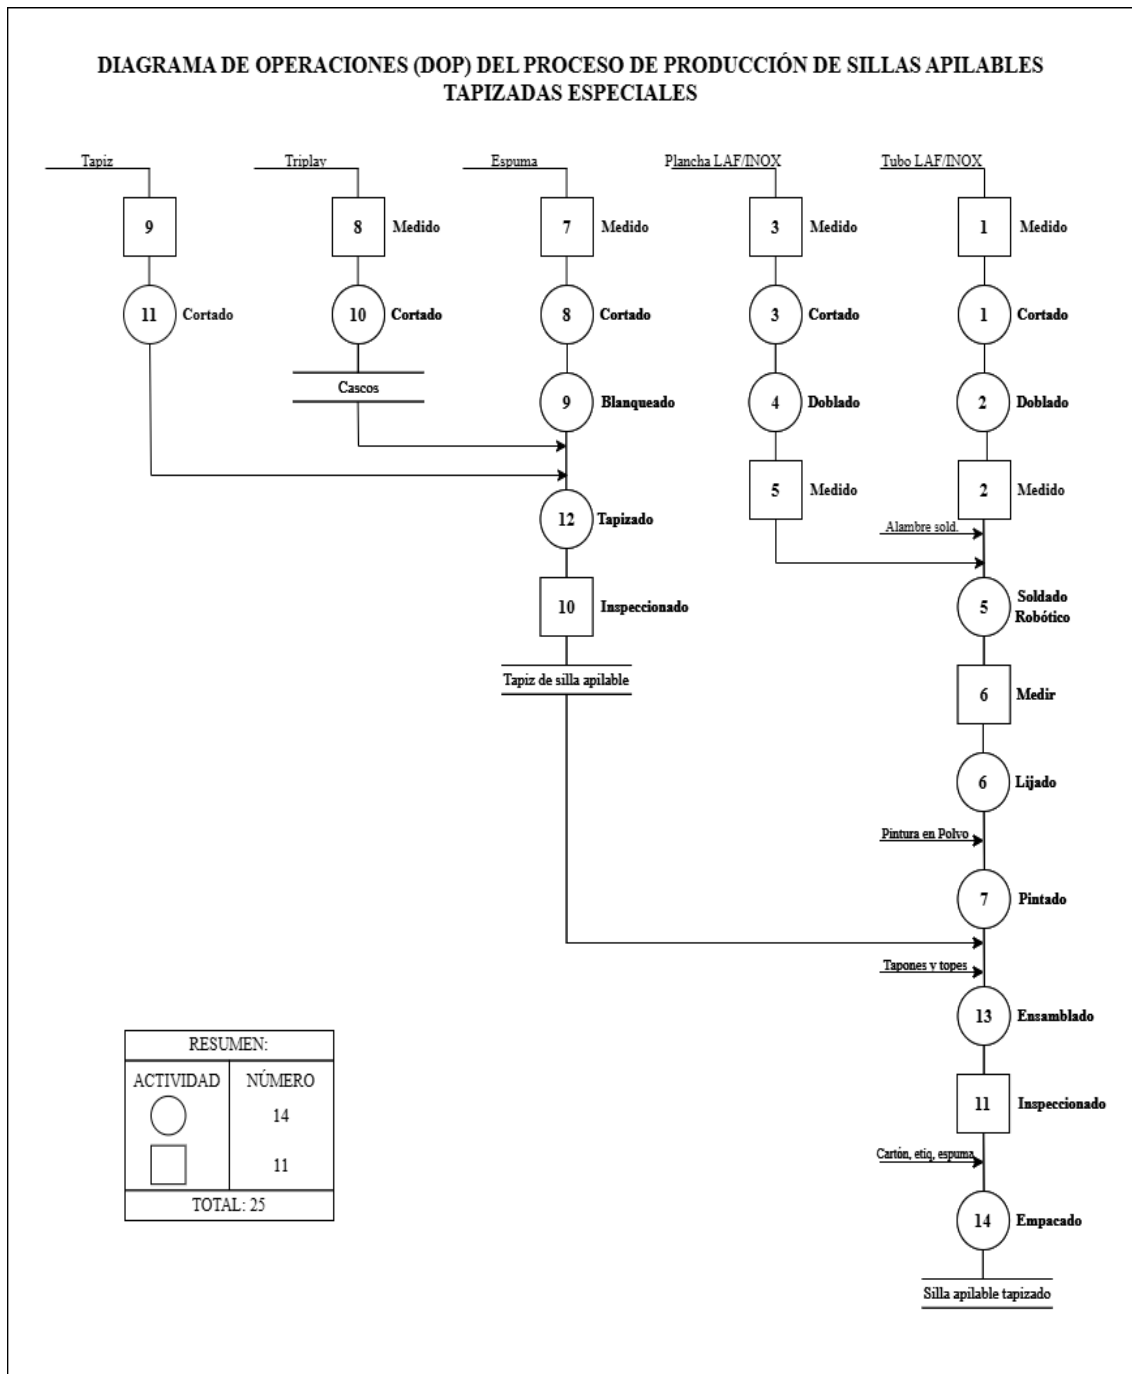 DIAGRAMA DE OPERACIONES (DOP) DEL PROCESO DE PRODUCCIÓN DE SILLAS APILABLES
TAPIZADAS ESPECIALES
Tapiz
Triplay
Espuma
Plancha LAF/INOX
Tubo LAF/INOX
9
8 Medido
7 Medido
3 Medido
1 Medido
11 Cortado
10 Cortado
8 Cortado
3 Cortado
1 Cortado
Cascos
9 Blanqueado
4 Doblado
2 Doblado
5 Medido
2 Medido
12 Tapizado
Alambre sold.
10 Inspeccionado
5 Soldado
Robótico
Tapiz de silla apilable
6 Medir
6 Lijado
Pintura en Polvo
7 Pintado
Tapones y topes
13 Ensamblado
RESUMEN:
ACTIVIDAD NÚMERO
14
11
TOTAL: 25
11 Inspeccionado
Cartón, etiq, espuma
14 Empacado
Silla apilable tapizado